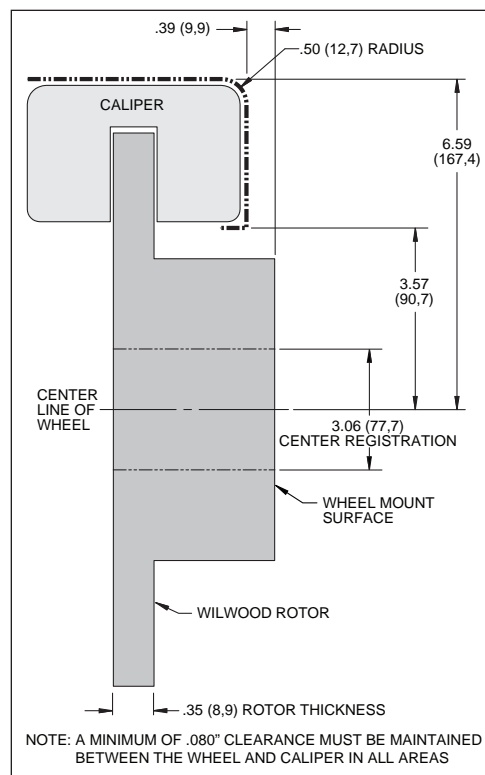 .39 (9,9)
.50 (12,7) RADIUS
CALIPER
6.59
(167,4)
3.57
(90,7)
CENTER
LINE OF
WHEEL
3.06 (77,7)
CENTER REGISTRATION
WHEEL MOUNT
SURFACE
WILWOOD ROTOR
.35 (8,9) ROTOR THICKNESS
NOTE: A MINIMUM OF .080" CLEARANCE MUST BE MAINTAINED
BETWEEN THE WHEEL AND CALIPER IN ALL AREAS